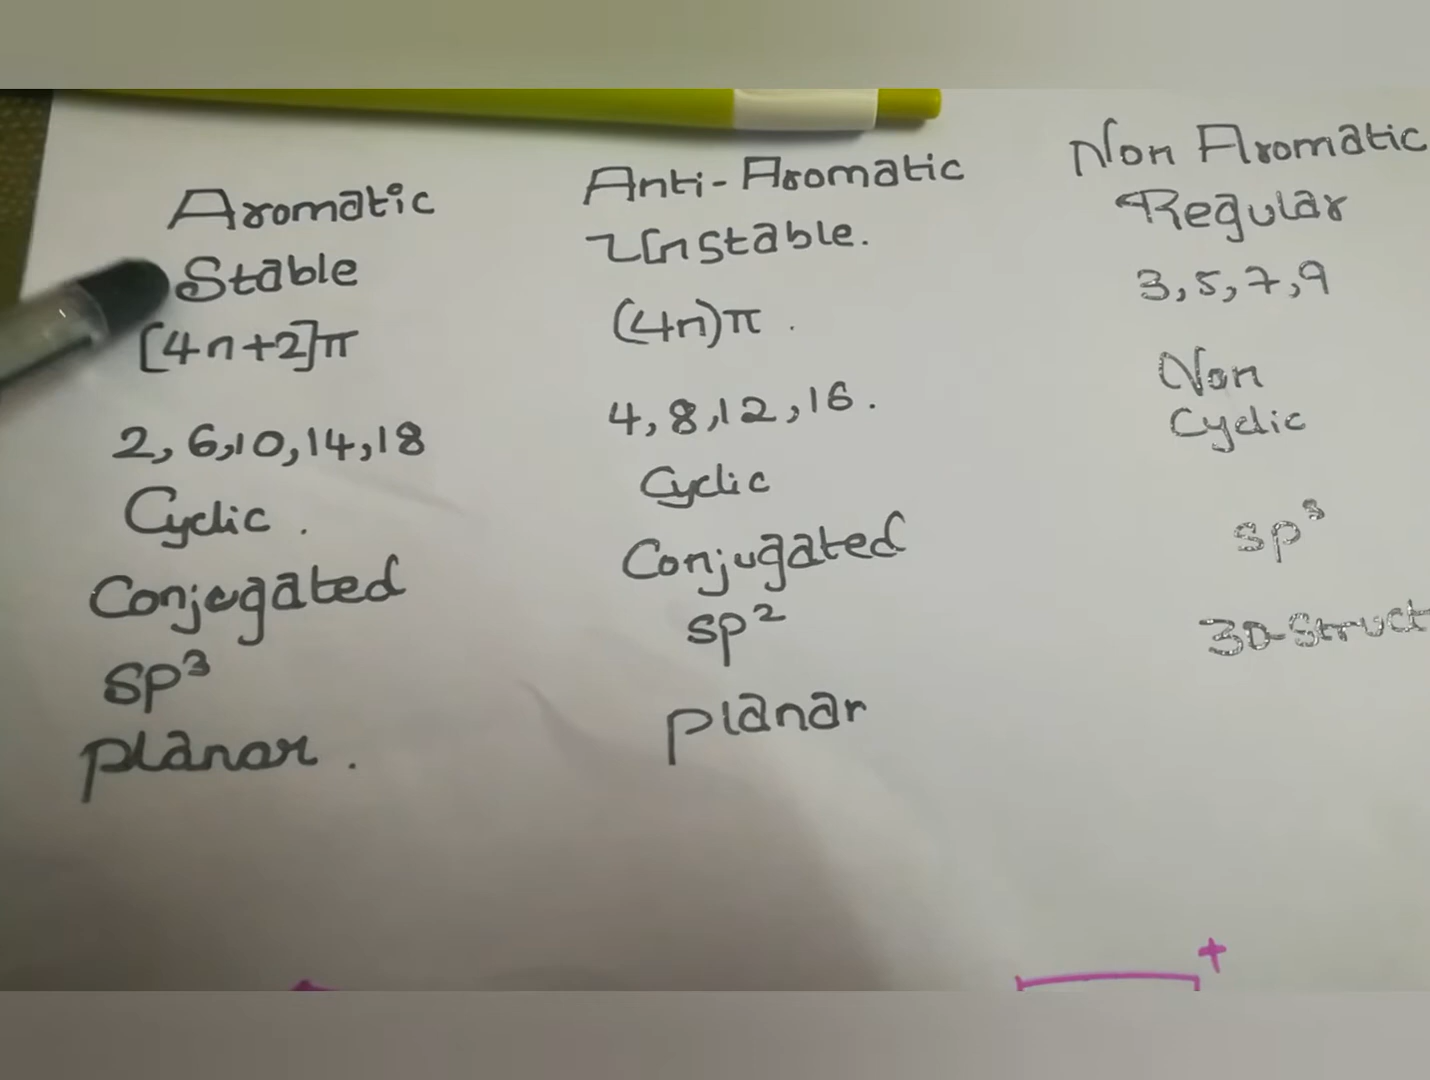 Aromatic
Stable
[4n+2]π
2, 6,10,14,18
Cyclic.
Conjugated
sp³
planar.
Anti-Aromatic
Unstable.
(4n)π.
4, 8,12,16.
Cyclic
Conjugated
sp²
planar
Non Aromatic
Regular
3,5,7,9
Non
Cyclic
sp³
3D-Struct
+